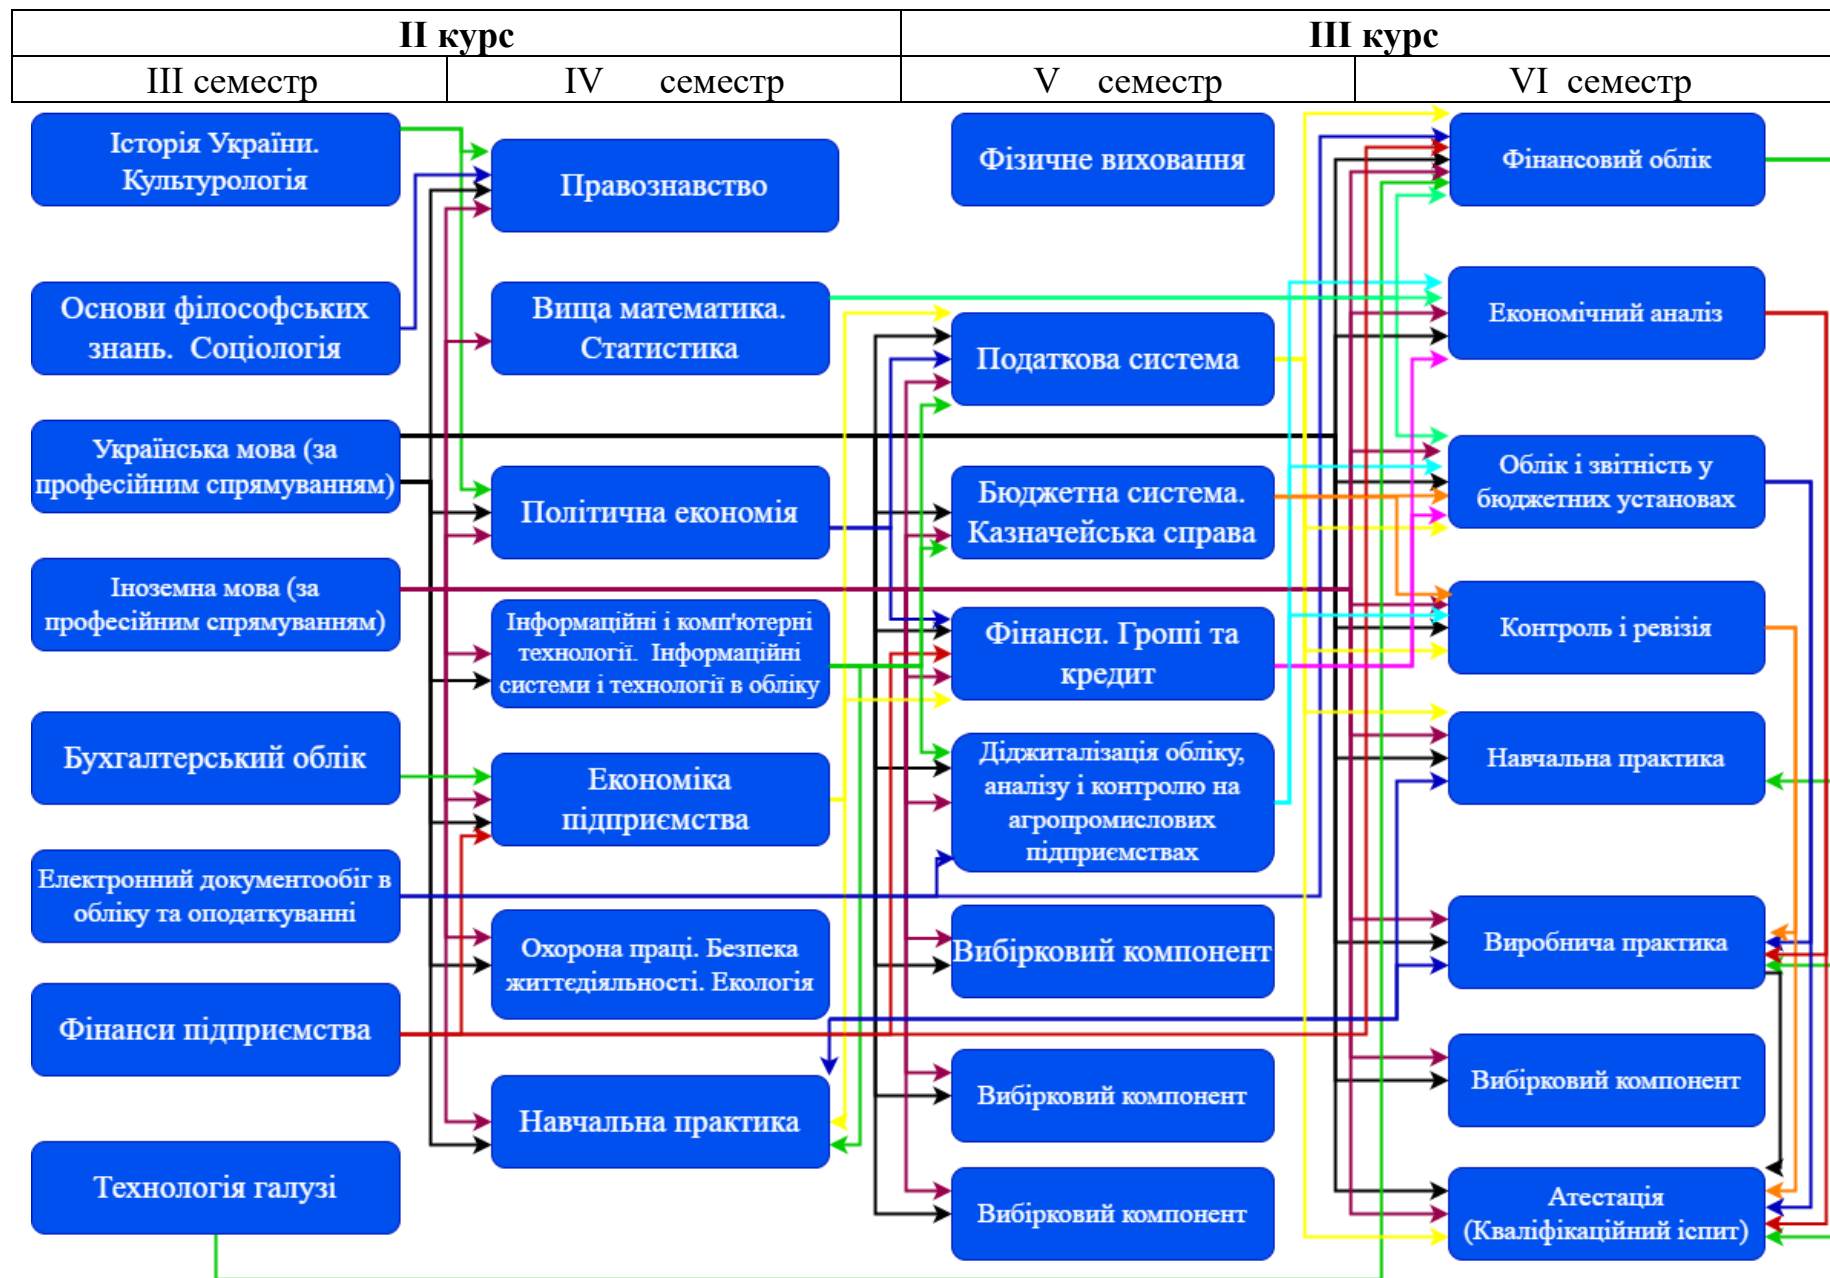 II курс
III курс
III семестр
IV семестр
V семестр
VI семестр
Історія України.
Культурологія
Основи філософських
знань. Соціологія
Українська мова (за
професійним спрямуванням)
Іноземна мова (за
професійним спрямуванням)
Бухгалтерський облік
Електронний документообіг в
обліку та оподаткуванні
Фінанси підприємства
Технологія галузі
Правознавство
Вища математика.
Статистика
Політична економія
Інформаційні і комп'ютерні
технології. Інформаційні
системи і технології в обліку
Економіка
підприємства
Охорона праці. Безпека
життєдіяльності. Екологія
Навчальна практика
Фізичне виховання
Податкова система
Бюджетна система.
Казначейська справа
Фінанси. Гроші та
кредит
Діджиталізація обліку,
аналізу і контролю на
агропромислових
підприємствах
Вибірковий компонент
Вибірковий компонент
Вибірковий компонент
Фінансовий облік
Економічний аналіз
Облік і звітність у
бюджетних установах
Контроль і ревізія
Навчальна практика
Виробнича практика
Вибірковий компонент
Атестація
(Кваліфікаційний іспит)